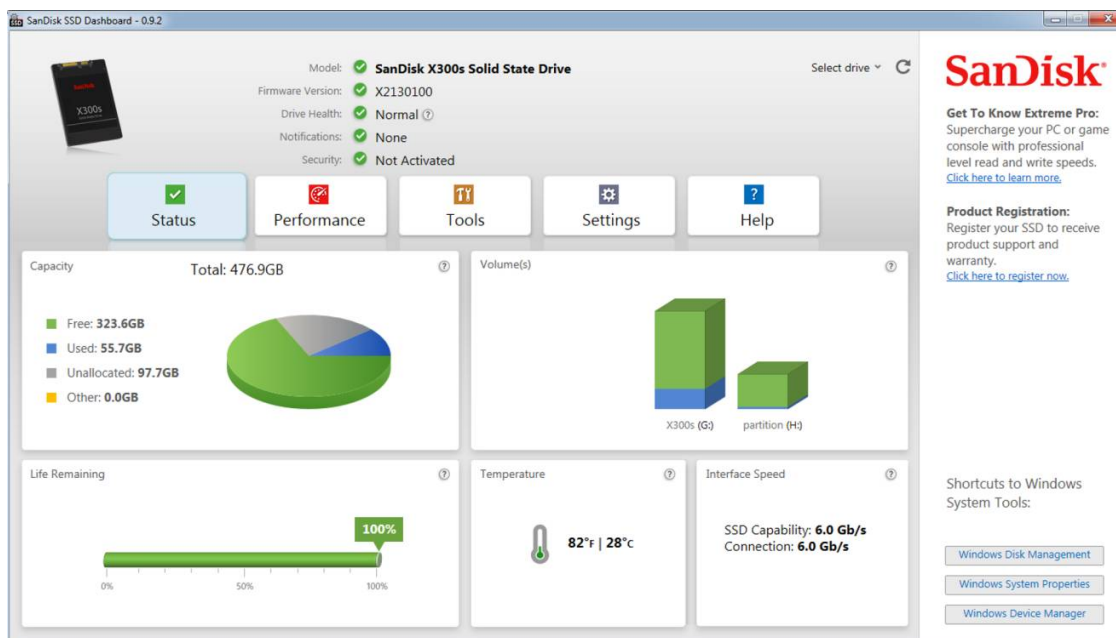 SanDisk SSD Dashboard - 0.9.2
SanDisk
X300s
Model: SanDisk X300s Solid State Drive
Firmware Version: X2130100
Drive Health: Normal ?
Notifications: None
Security: Not Activated
Select drive
Status
Performance
Tools
Settings
? Help
Capacity
Total: 476.9GB
?
Free: 323.6GB
Used: 55.7GB
Unallocated: 97.7GB
Other: 0.0GB
Volume(s)
?
X300s (G:)
partition (H:)
Life Remaining
?
100%
0%
50%
100%
Temperature
?
82°F | 28°C
Interface Speed
?
SSD Capability: 6.0 Gb/s
Connection: 6.0 Gb/s
SanDisk
Get To Know Extreme Pro:
Supercharge your PC or game
console with professional
level read and write speeds.
Click here to learn more.
Product Registration:
Register your SSD to receive
product support and
warranty.
Click here to register now.
Shortcuts to Windows
System Tools:
Windows Disk Management
Windows System Properties
Windows Device Manager